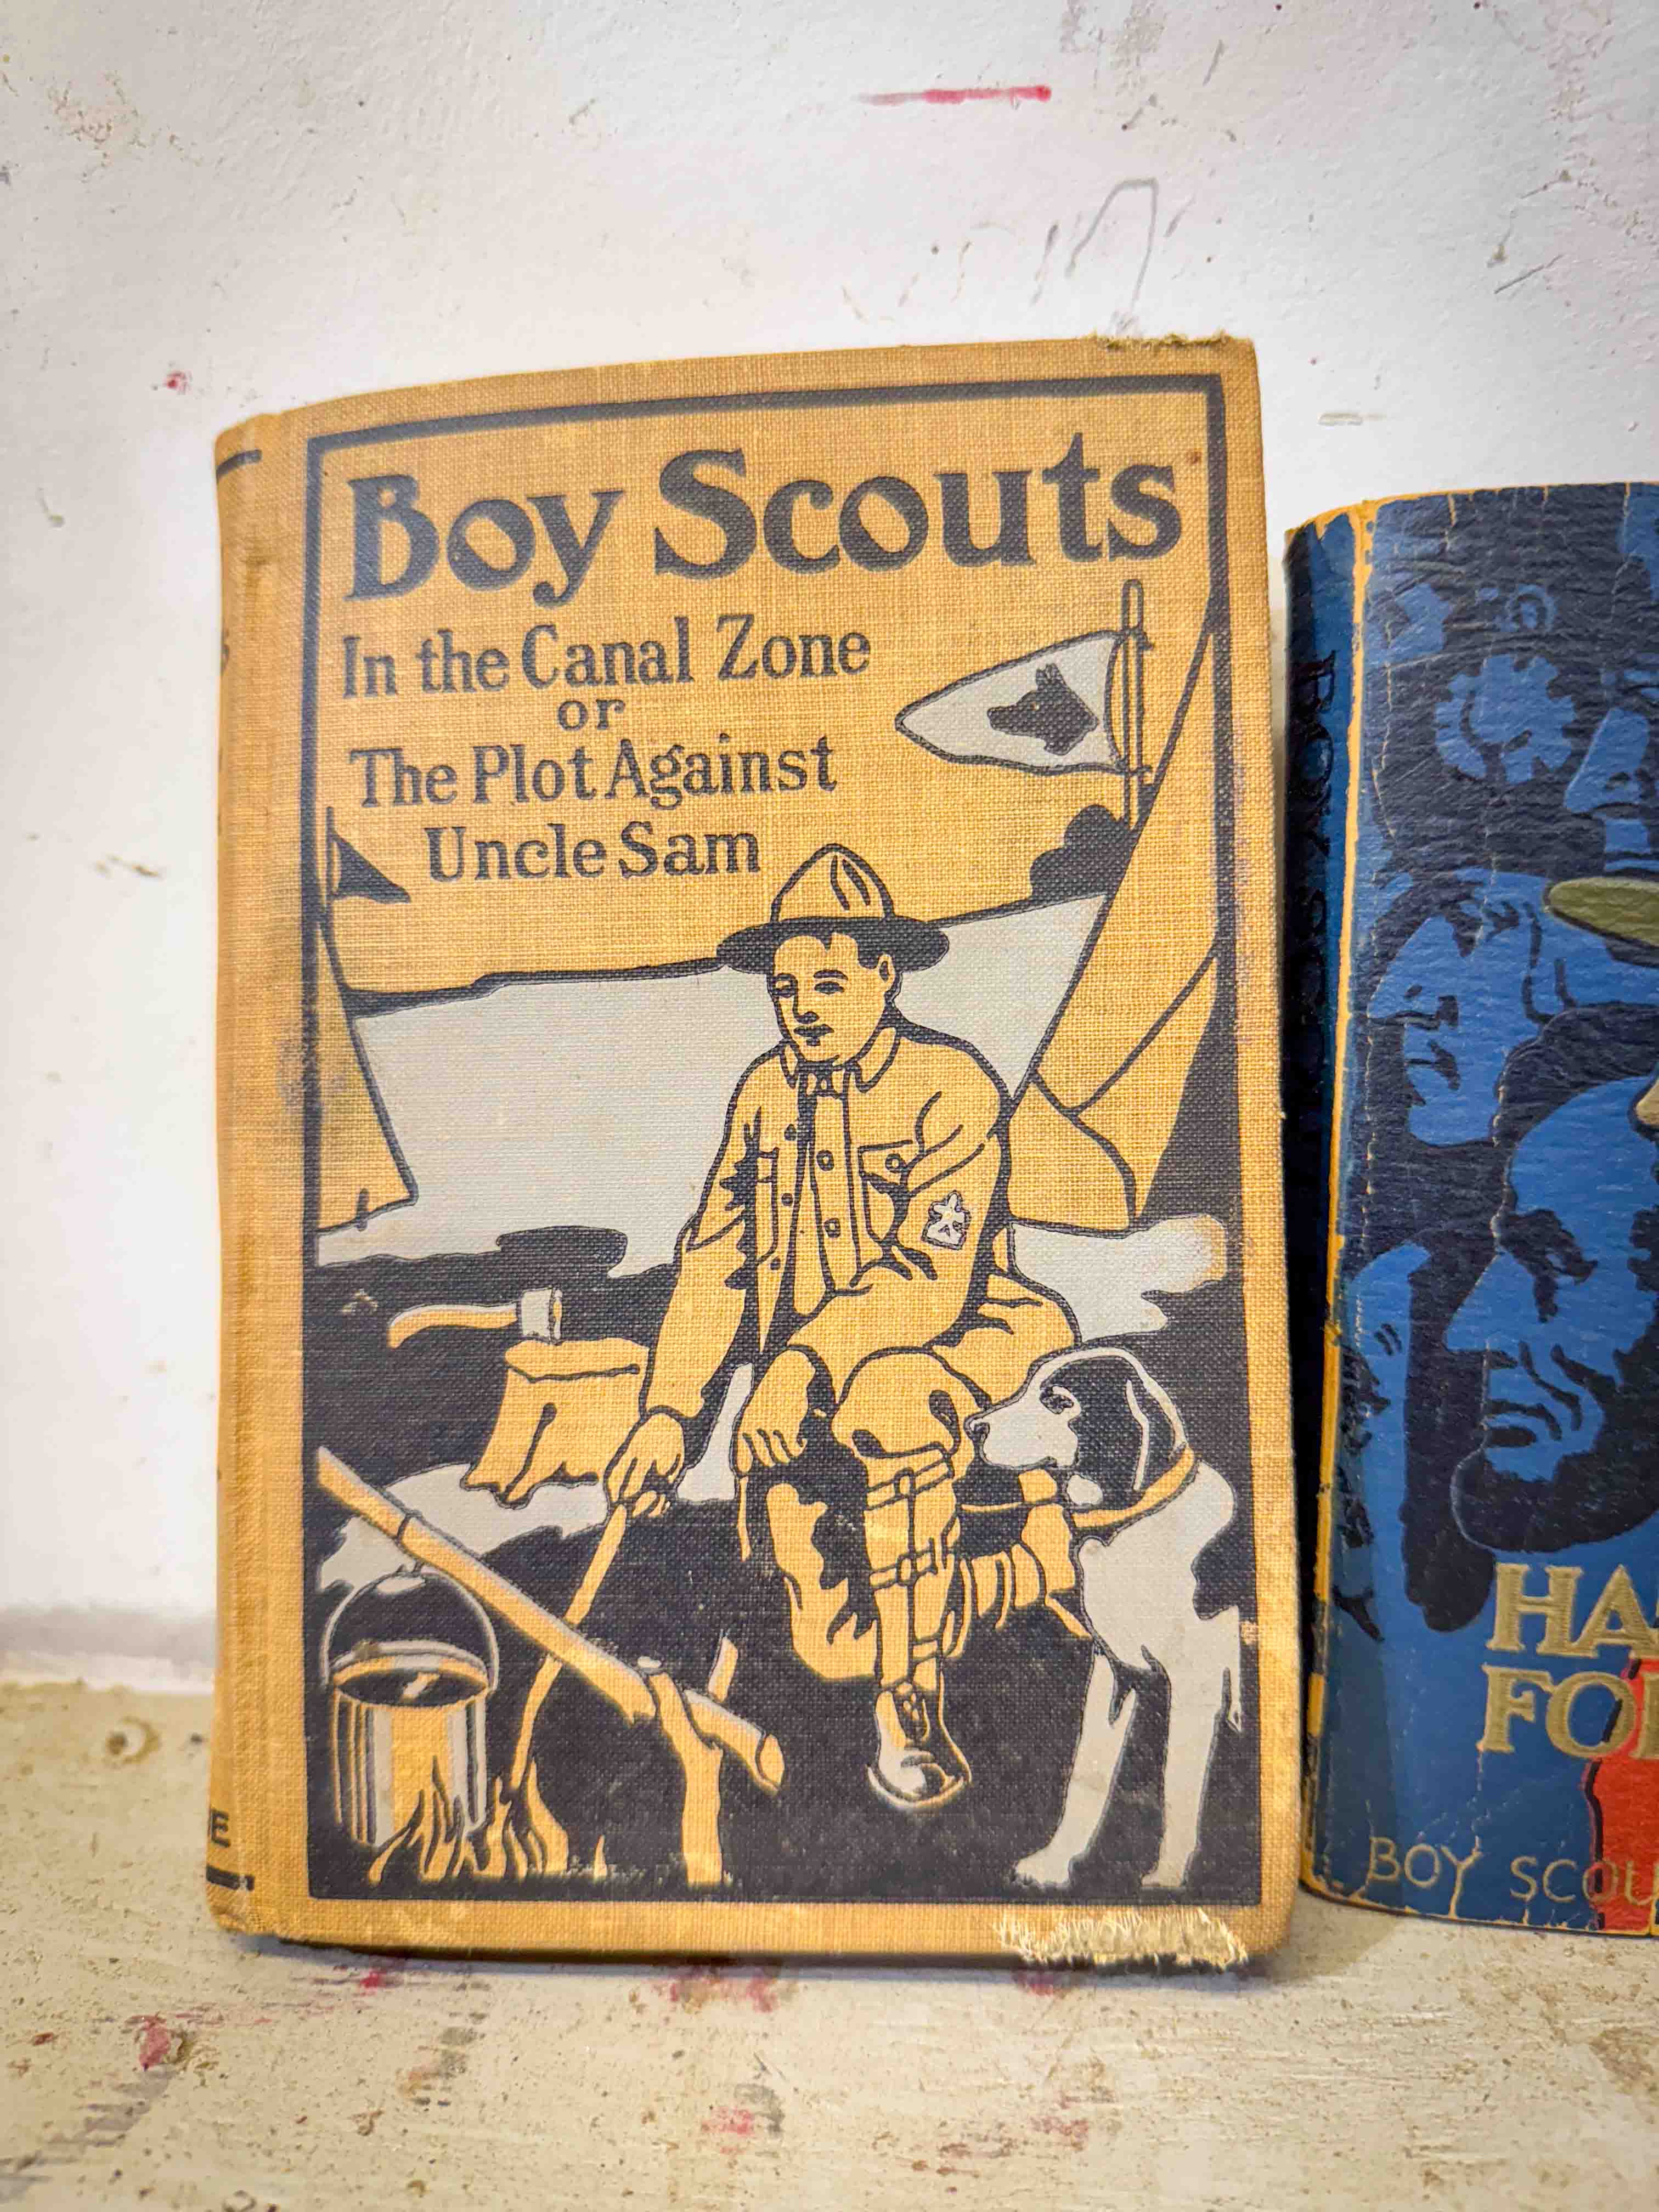 Boy Scouts
In the Canal Zone
or
The Plot Against
Uncle Sam
BOY SCOU